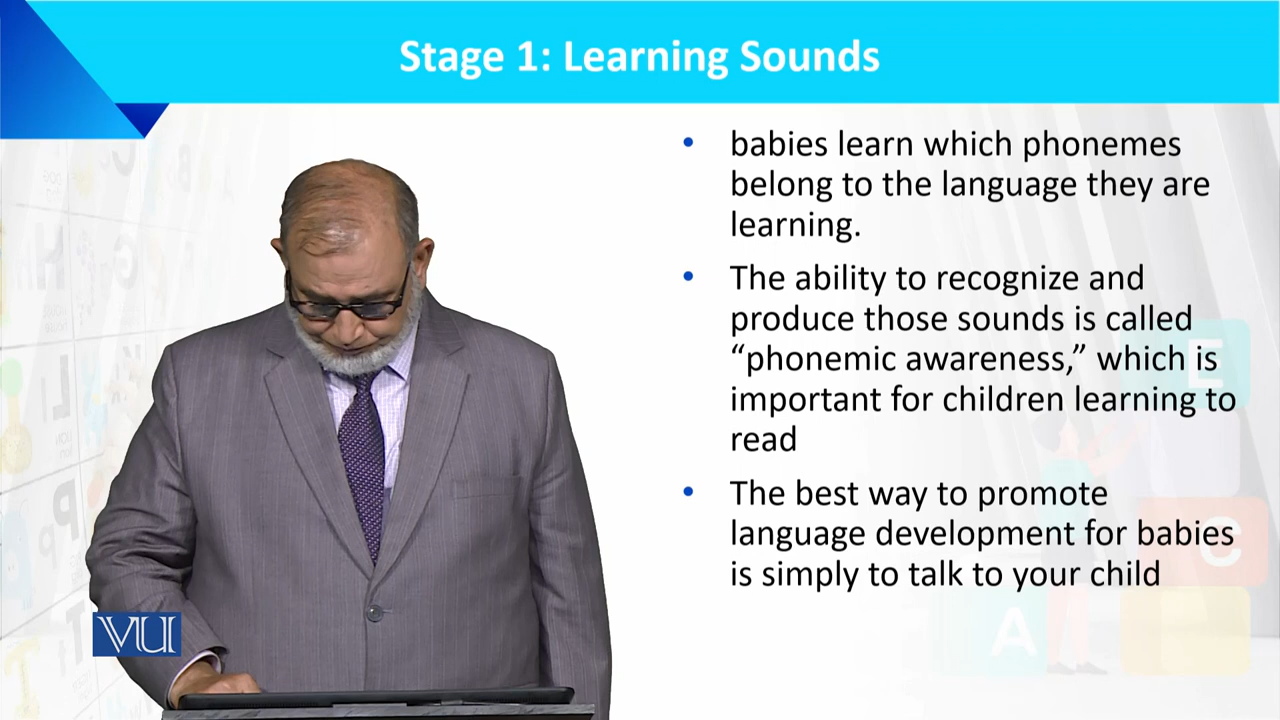 Stage 1: Learning Sounds
• babies learn which phonemes
belong to the language they are
learning.
• The ability to recognize and
produce those sounds is called
“phonemic awareness,” which is
important for children learning to
read
• The best way to promote
language development for babies
is simply to talk to your child
VU
E
C
A